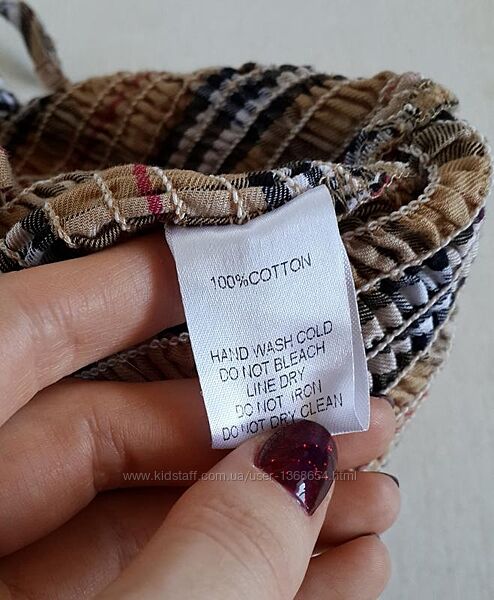 100%COTTON
HAND WASH COLD
DO NOT BLEACH
LINE DRY
DO NOT IRON
DO NOT DRY CLEAN
www.kidstaff.com.ua/user-1368654.html